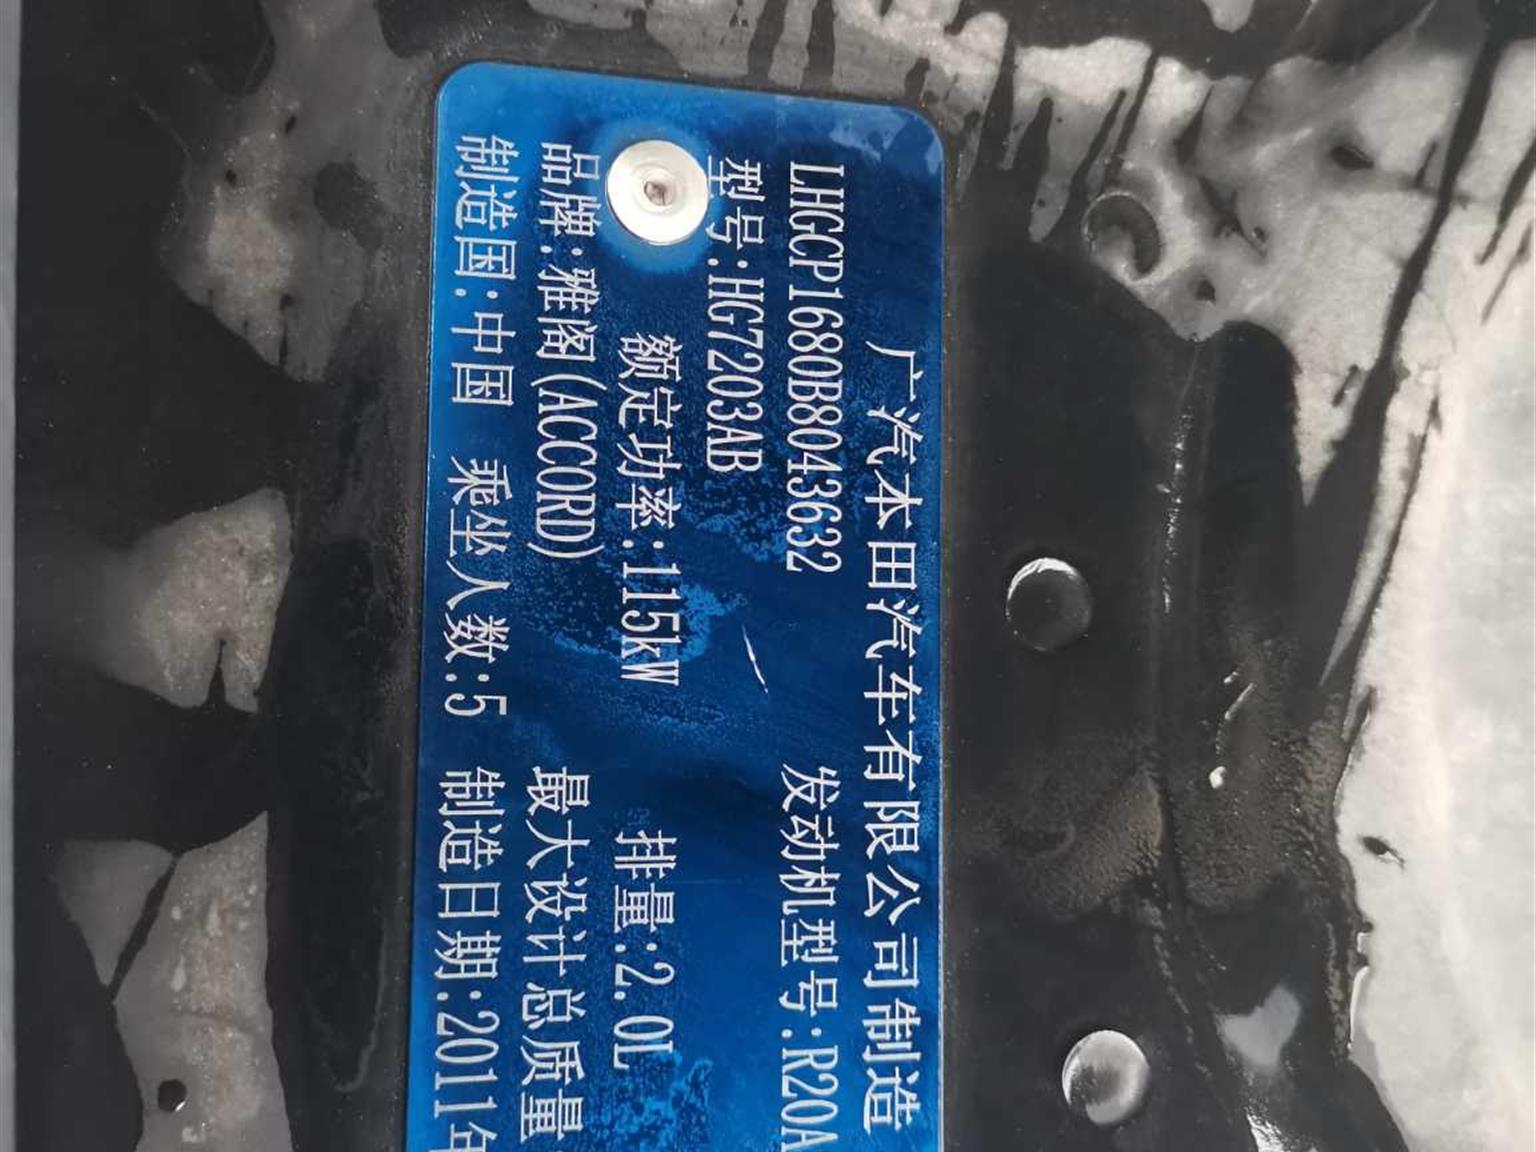 广汽本田汽车有限公司制造
LHGCP1680B8043632 发动机型号:R20A
型号:HG7203AB
额定功率:115kW 排量:2.0L
品牌:雅阁(ACCORD) 最大设计总质量
制造国:中国 乘坐人数:5 制造日期:2011年